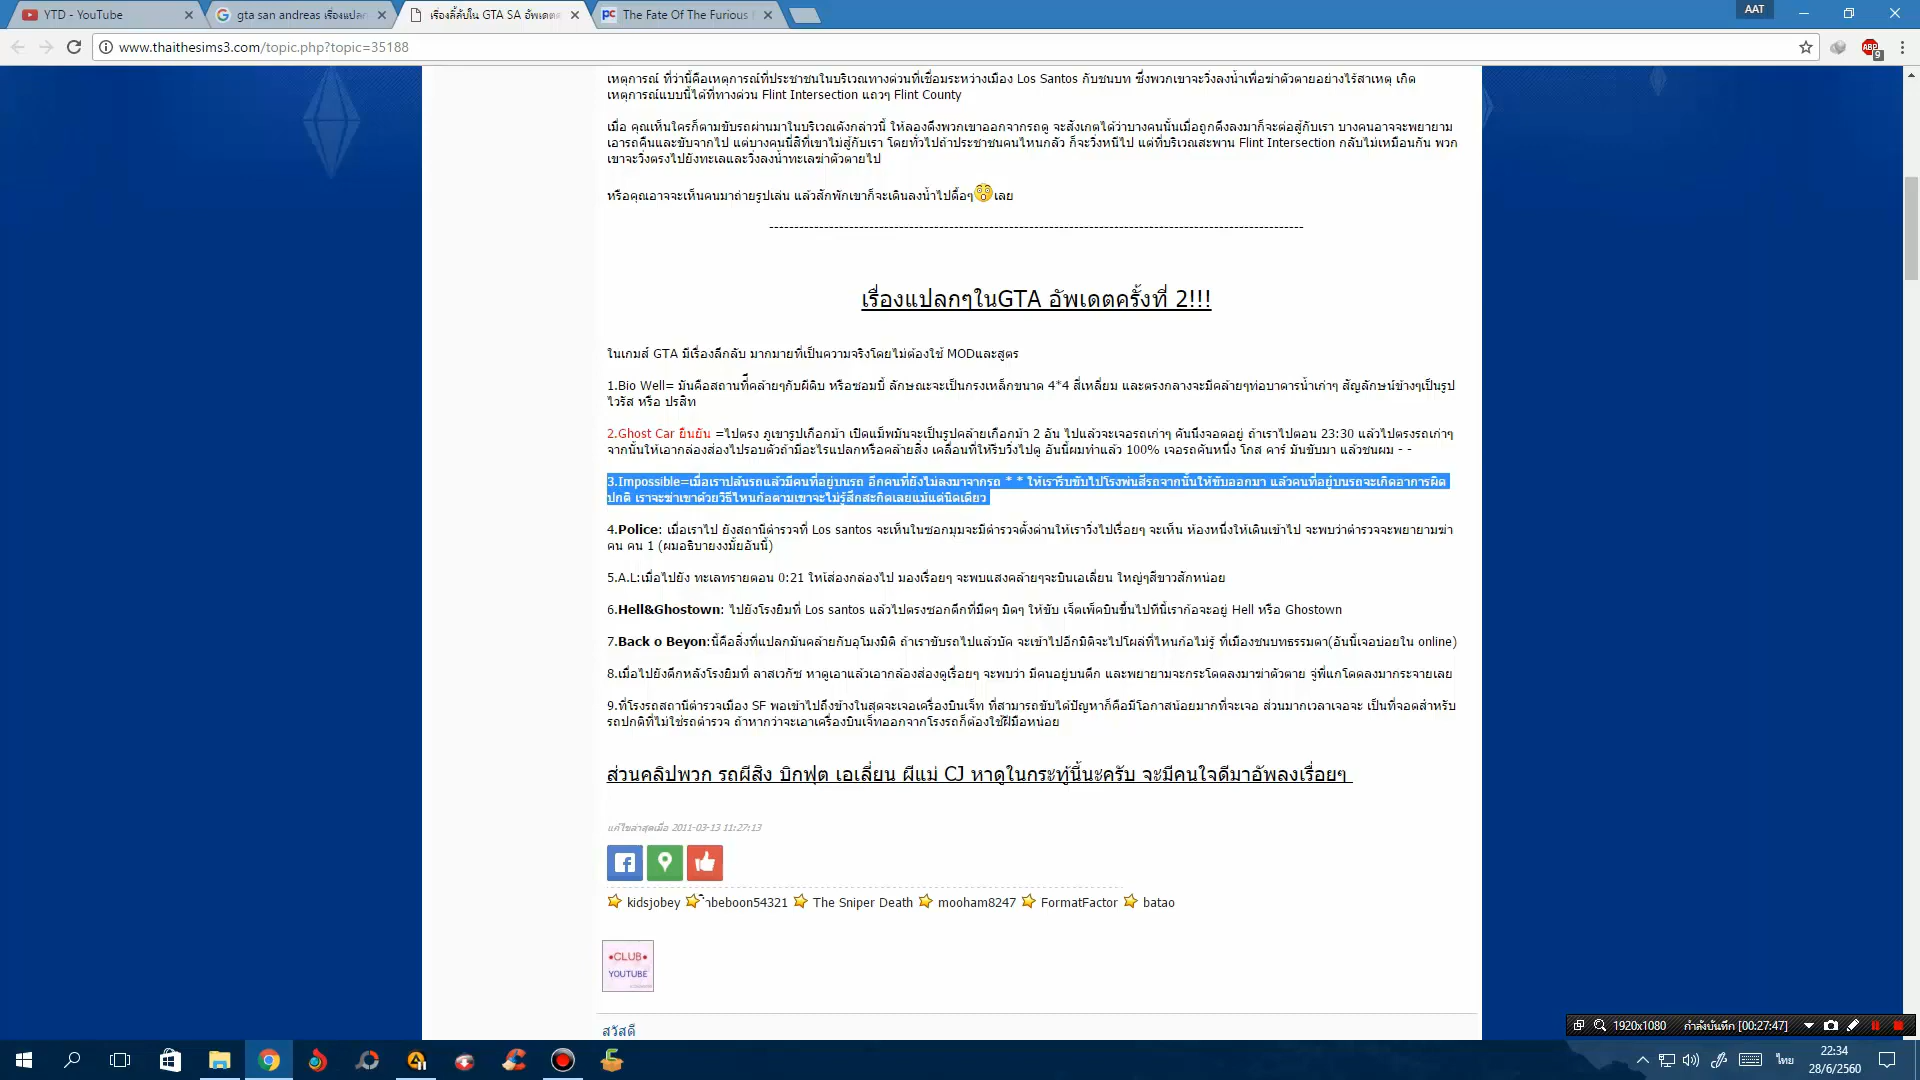 YTD - YouTube
gta san andreas เรื่องแปลก
เรื่องลี้ลับใน GTA SA อัพเดต
The Fate Of The Furious
AAT
www.thaithesims3.com/topic.php?topic=35188
เหตุการณ์ ที่ว่านี้คือเหตุการณ์ที่ประชาชนในบริเวณทางด่วนที่เชื่อมระหว่างเมือง Los Santos กับชนบท ซึ่งพวกเขาจะวิ่งลงน้ำเพื่อฆ่าตัวตายอย่างไร้สาเหตุ เกิด
เหตุการณ์แบบนี้ได้ที่ทางด่วน Flint Intersection แถวๆ Flint County
เมื่อ คุณเห็นใครก็ตามขับรถผ่านมาในบริเวณดังกล่าวนี้ ให้ลองดึงพวกเขาออกจากรถดู จะสังเกตได้ว่าบางคนนั้นเมื่อถูกดึงลงมาก็จะต่อสู้กับเรา บางคนอาจจะพยายาม
เอารถคืนและขับจากไป แต่บางคนนี่สิที่เขาไม่สู้กับเรา โดยทั่วไปถ้าประชาชนคนไหนกลัว ก็จะวิ่งหนีไป แต่ที่บริเวณสะพาน Flint Intersection กลับไม่เหมือนกัน พวก
เขาจะวิ่งตรงไปยังทะเลและวิ่งลงน้ำทะเลฆ่าตัวตายไป
หรือคุณอาจจะเห็นคนมาถ่ายรูปเล่น แล้วสักพักเขาก็จะเดินลงน้ำไปดื้อๆเลย
เรื่องแปลกๆในGTA อัพเดตครั้งที่ 2!!!
ในเกมส์ GTA มีเรื่องลึกลับ มากมายที่เป็นความจริงโดยไม่ต้องใช้ MODและสูตร
1.Bio Well= มันคือสถานที่คล้ายๆกับผีดิบ หรือซอมบี้ ลักษณะจะเป็นกรงเหล็กขนาด 4*4 สี่เหลี่ยม และตรงกลางจะมีคล้ายๆท่อบาดารน้ำเก่าๆ สัญลักษณ์ข้างๆเป็นรูป
ไวรัส หรือ ปรสิท
2.Ghost Car ยืนยัน =ไปตรง ภูเขารูปเกือกม้า เปิดแม็พมันจะเป็นรูปคล้ายเกือกม้า 2 อัน ไปแล้วจะเจอรถเก่าๆ คันนึงจอดอยู่ ถ้าเราไปตอน 23:30 แล้วไปตรงรถเก่าๆ
จากนั้นให้เอากล่องส่องไปรอบตัวถ้ามีอะไรแปลกหรือคล้ายสิ่ง เคลื่อนที่ให้รีบวิ่งไปดู อันนี้ผมทำแล้ว 100% เจอรถคันหนึ่ง โกส คาร์ มันขับมา แล้วชนผม - -
3.Impossible=เมื่อเราปล้นรถแล้วมีคนที่อยู่บนรถ อีกคนที่ยังไม่ลงมาจากรถ * * ให้เรารีบขับไปโรงพ่นสีรถจากนั้นให้ขับออกมา แล้วคนที่อยู่บนรถจะเกิดอาการผิด
ปกติ เราจะฆ่าเขาด้วยวิธีไหนก้อตามเขาจะไม่รู้สึกสะกิดเลยแม้แต่นิดเดียว
4.Police: เมื่อเราไป ยังสถานีตำรวจที่ Los santos จะเห็นในซอกมุมจะมีตำรวจตั้งด่านให้เราวิ่งไปเรื่อยๆ จะเห็น ห้องหนึ่งให้เดินเข้าไป จะพบว่าตำรวจจะพยายามฆ่า
คน คน 1 (ผมอธิบายงงมั้ยอันนี้)
5.A.L:เมื่อไปยัง ทะเลทรายตอน 0:21 ให้เส่องกล่องไป มองเรื่อยๆ จะพบแสงคล้ายๆจะบินเอเลี่ยน ใหญ่ๆสีขาวสักหน่อย
6.Hell&Ghostown: ไปยังโรงยิมที่ Los santos แล้วไปตรงซอกตึกที่มืดๆ มิดๆ ให้ขับ เจ็ตเพ็คบินขึ้นไปทีนี้เราก้อจะอยู่ Hell หรือ Ghostown
7.Back o Beyon:นี้คือสิ่งที่แปลกมันคล้ายกับอุโมงมิติ ถ้าเราขับรถไปแล้วบัค จะเข้าไปอีกมิติจะไปโผล่ที่ไหนก้อไม่รู้ ที่เมืองชนบทธรรมดา(อันนี้เจอบ่อยใน online)
8.เมื่อไปยังตึกหลังโรงยิมที่ ลาสเวกัซ หาดูเอาแล้วเอากล้องส่องดูเรื่อยๆ จะพบว่า มีคนอยู่บนตึก และพยายามจะกระโดดลงมาฆ่าตัวตาย จู่พี่แกโดดลงมากระจายเลย
9.ที่โรงรถสถานีตำรวจเมือง SF พอเข้าไปถึงข้างในสุดจะเจอเครื่องบินเจ็ท ที่สามารถขับได้ปัญหาก็คือมีโอกาสน้อยมากที่จะเจอ ส่วนมากเวลาเจอจะ เป็นที่จอดสำหรับ
รถปกติที่ไม่ใช่รถตำรวจ ถ้าหากว่าจะเอาเครื่องบินเจ็ทออกจากโรงรถก็ต้องใช้ฝีมือหน่อย
ส่วนคลิปพวก รถผีสิง บิกฟุต เอเลี่ยน ผีแม่ CJ หาดูในกระทู้นี้นะครับ จะมีคนใจดีมาอัพลงเรื่อยๆ
แก้ไขล่าสุดเมื่อ 2011-03-13 11:27:13
kidsjobey beboon54321 The Sniper Death mooham8247 FormatFactor batao
CLUB
YOUTUBE
สวัสดี
1920x1080 กำลังบันทึก [00:27:47]
ไทย
22:34
28/6/2560